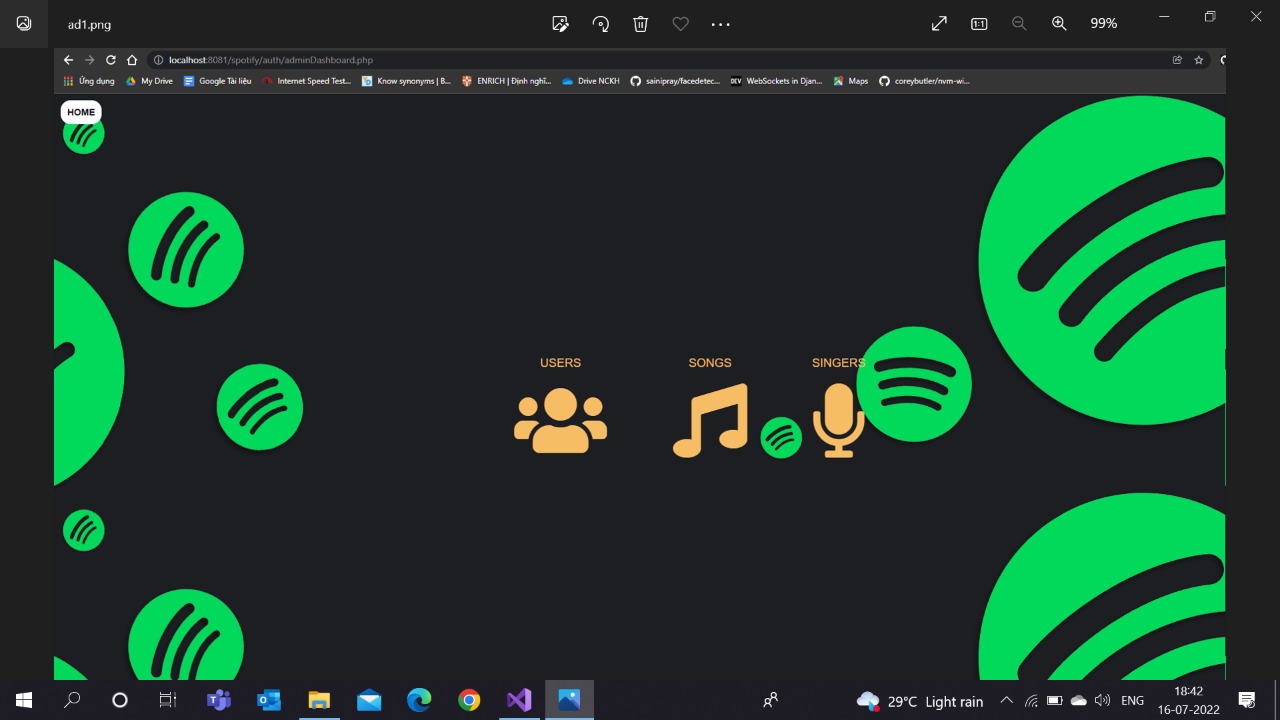 ad1.png
99%
localhost:8081/spotify/auth/adminDashboard.php
Ứng dụng My Drive Google Tài liệu Internet Speed Test... Know synonyms | B... ENRICH | Định nghĩ... Drive NCKH sainipray/facedetec... WebSockets in Djan... Maps coreybutler/nvm-wi...
HOME
USERS SONGS SINGERS
29°C Light rain ENG 18:42
16-07-2022